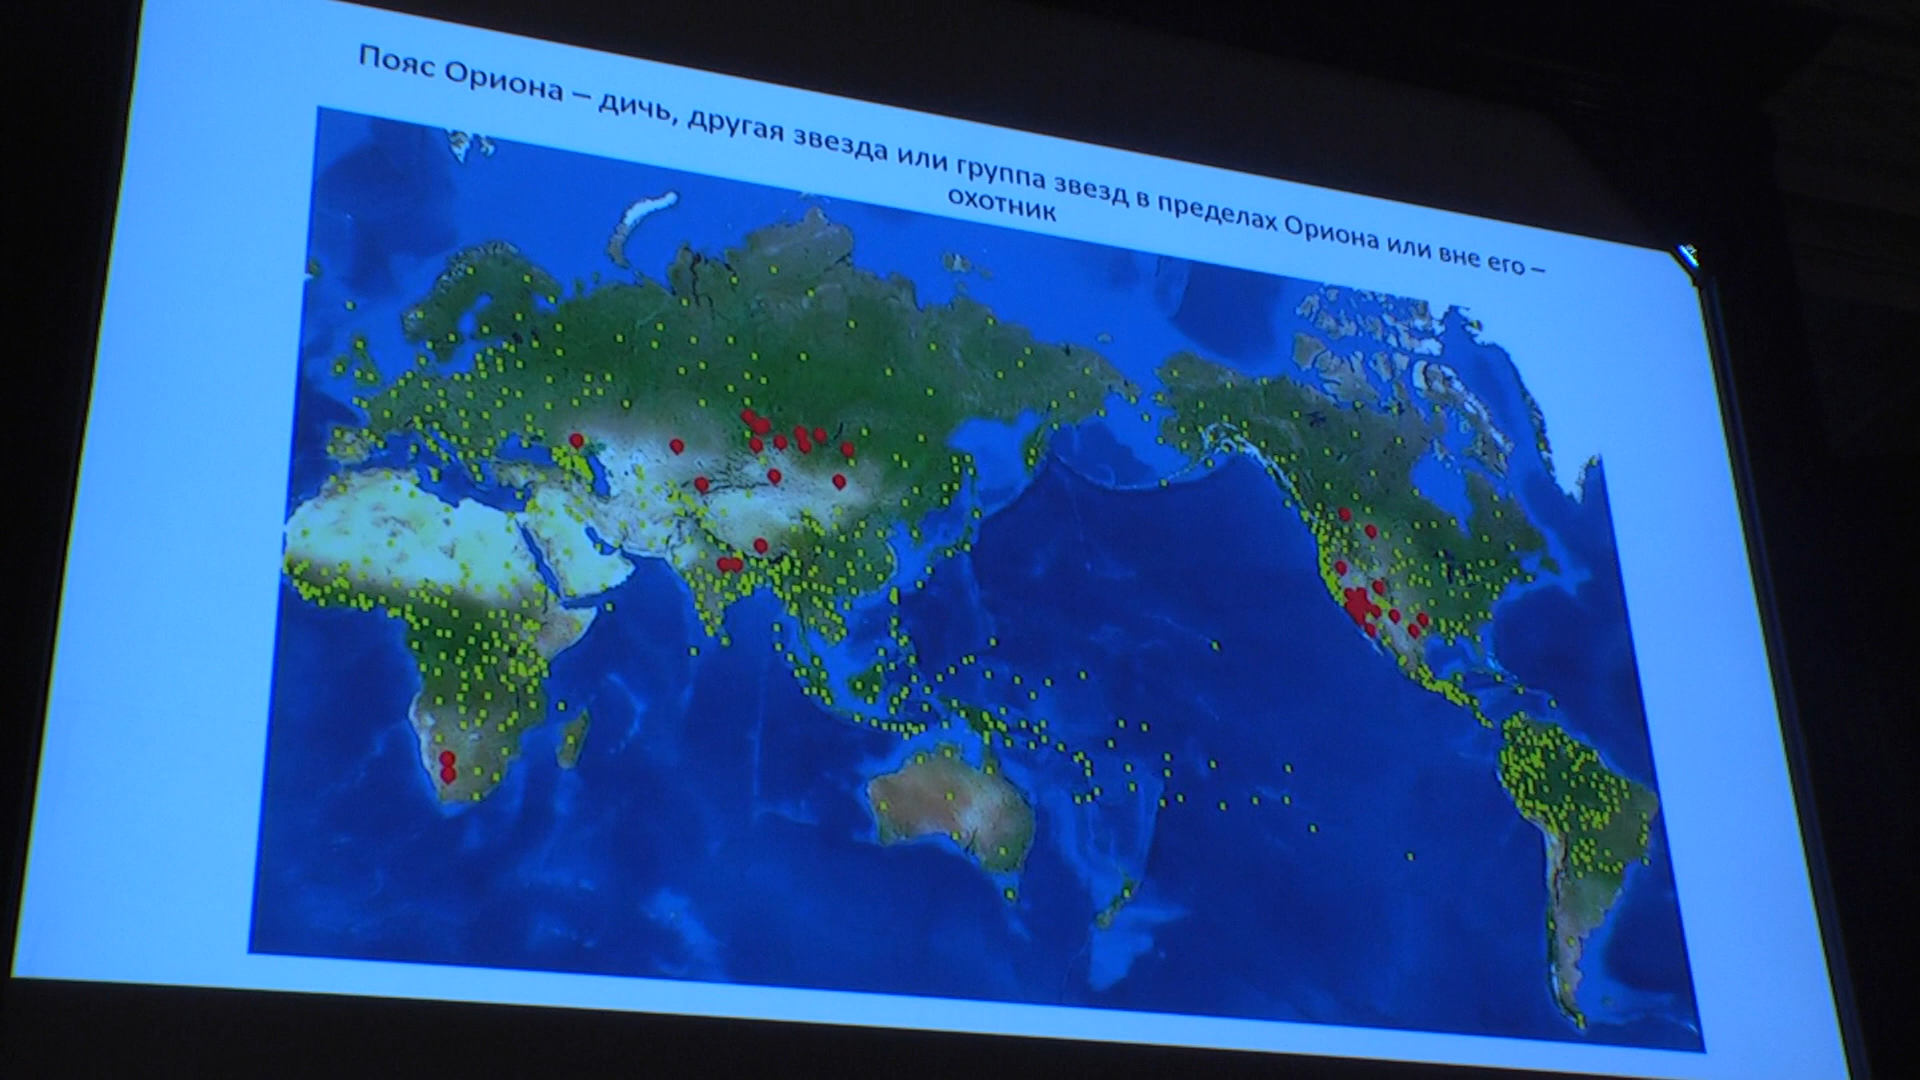 Пояс Ориона – дичь, другая звезда или группа звезд в пределах Ориона или вне его –
охотник